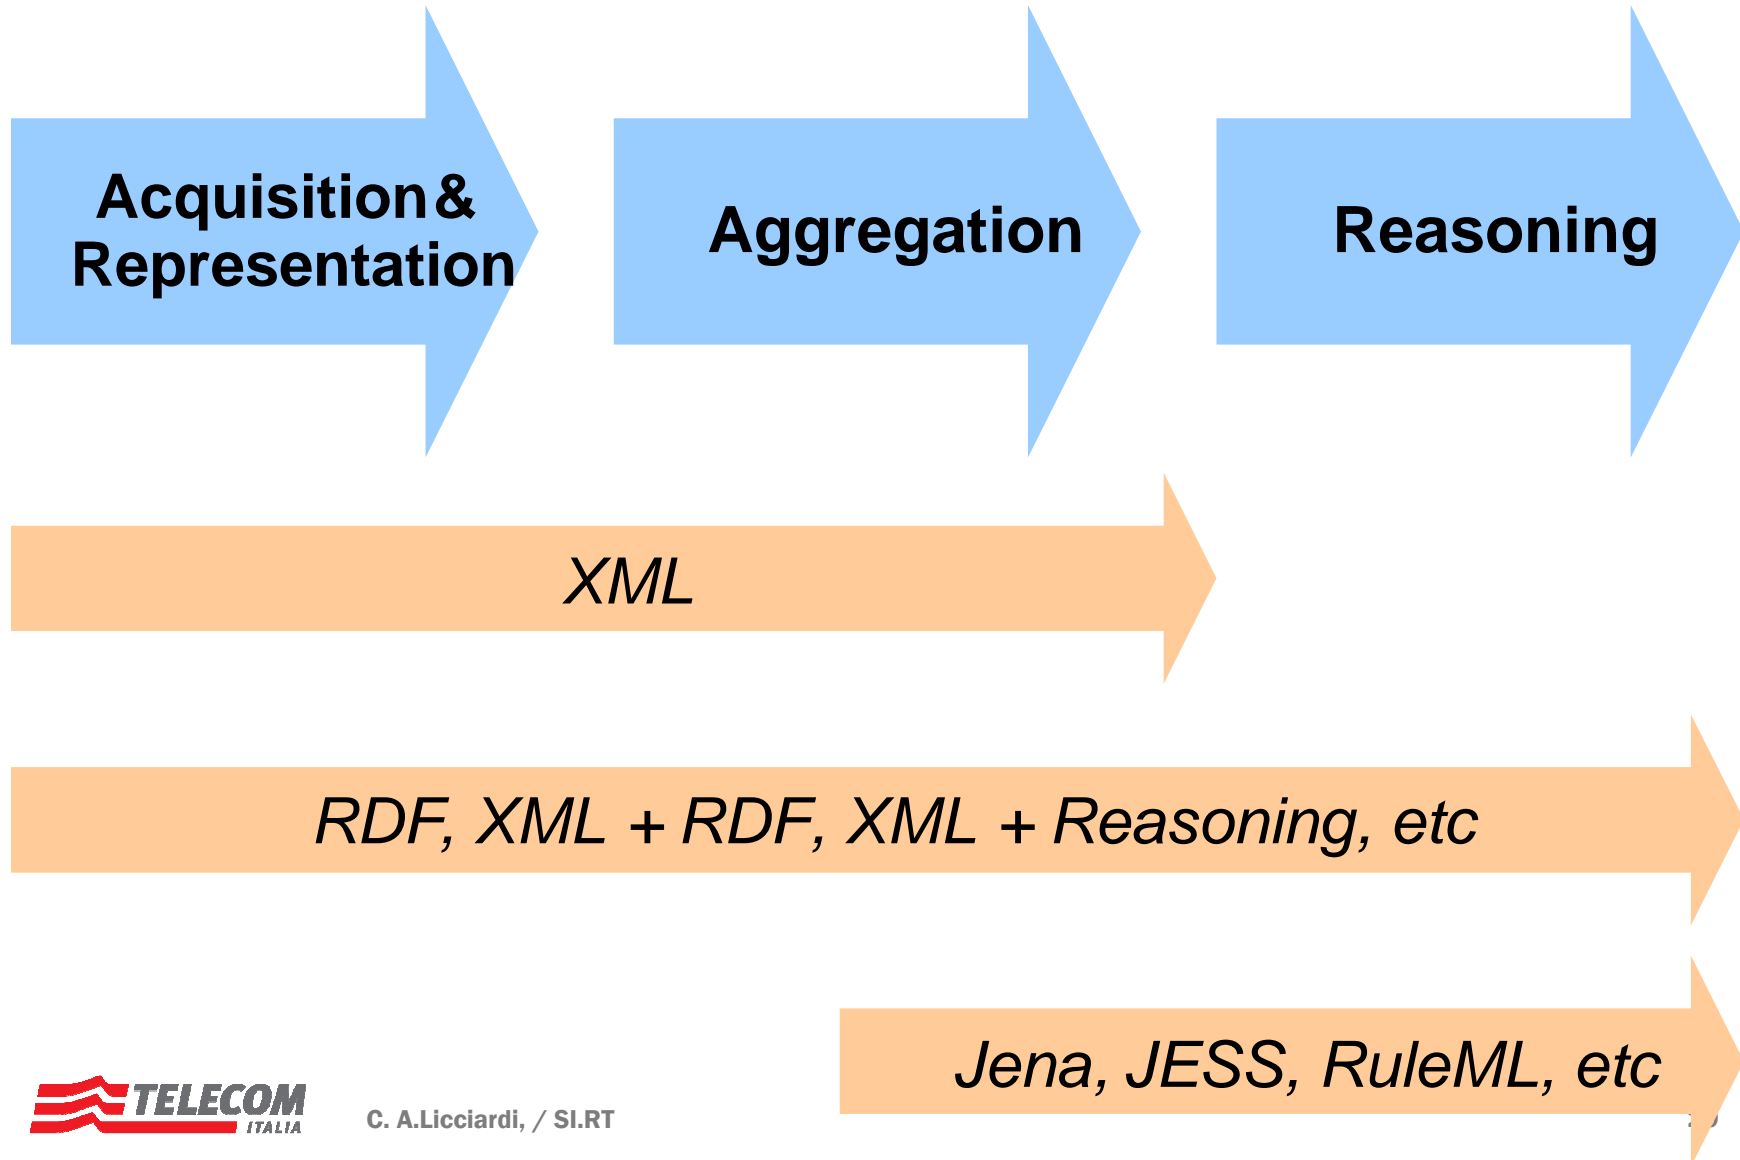 Acquisition &
Representation
Aggregation
Reasoning
XML
RDF, XML + RDF, XML + Reasoning, etc
Jena, JESS, RuleML, etc
TELECOM
ITALIA
C. A.Licciardi, / SI.RT